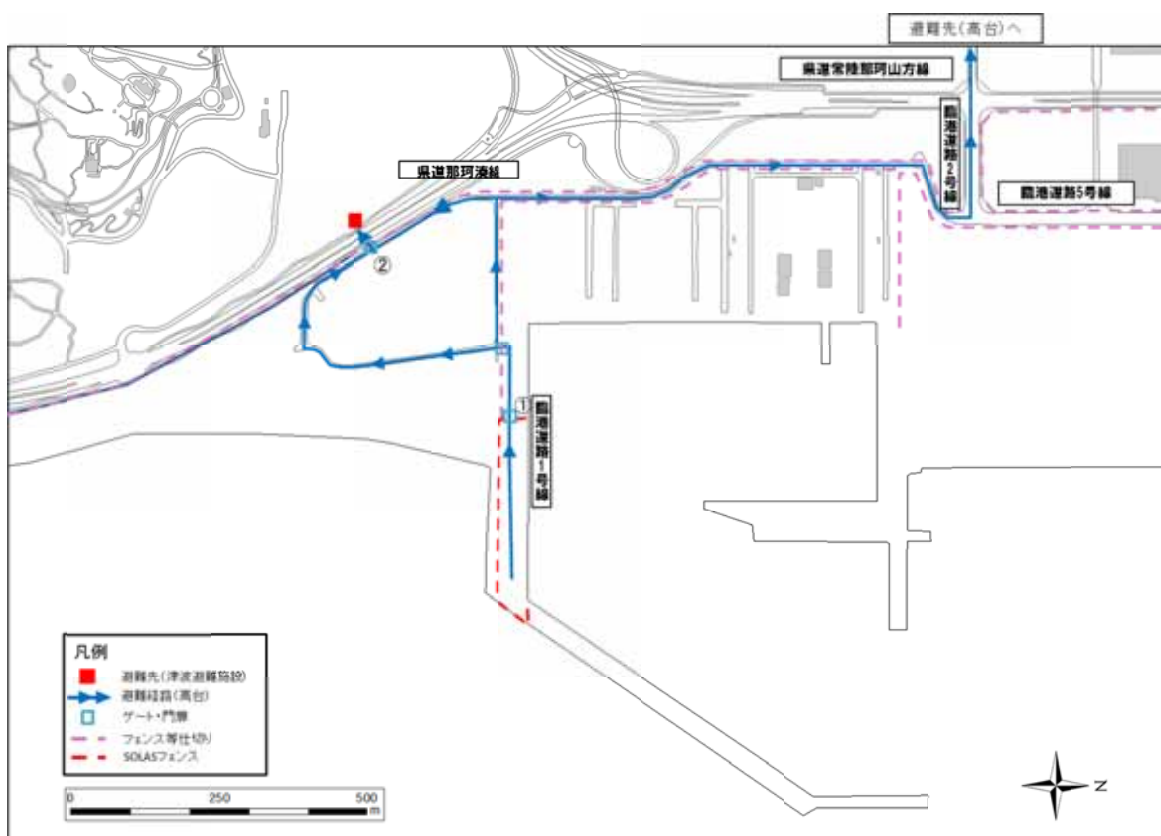 避難先(高台)へ
県道常陸那珂山方線
臨港道路2号線
県道那珂湊線
臨港道路5号線
②
1
臨港道路1号線
凡例
避難先(津波避難施設)
避難経路(高台)
ゲート・門扉
フェンス等仕切り
SOLASフェンス
0 250 500
m
N